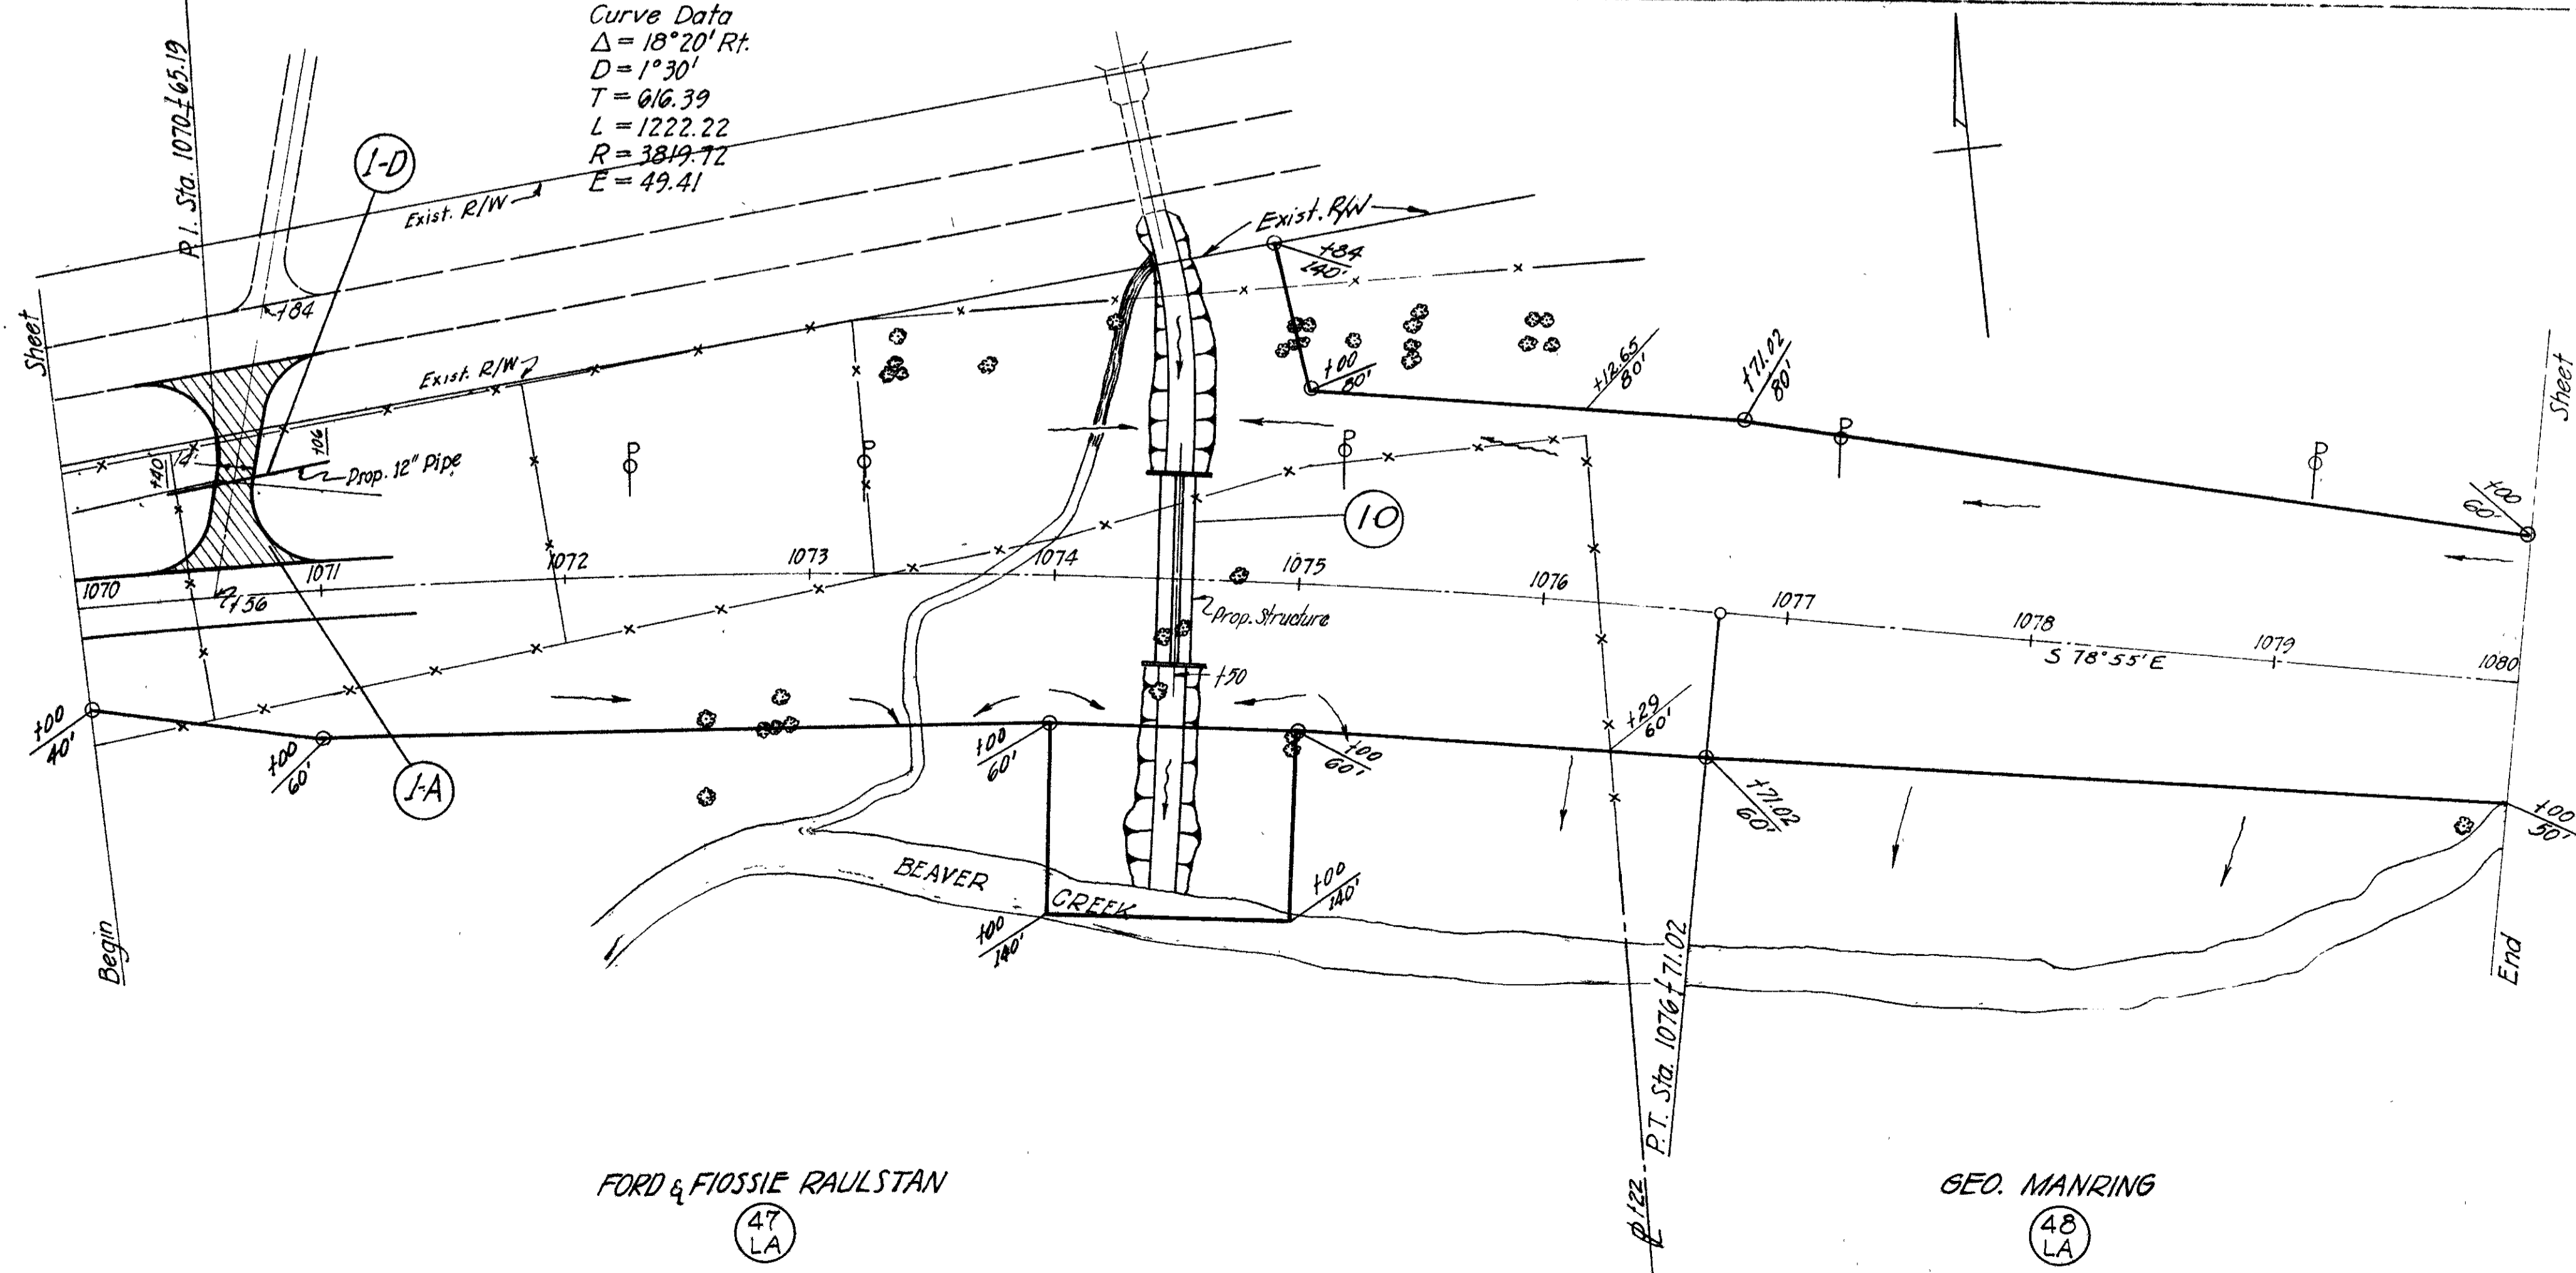 Curve Data
Δ = 18°20' Rt.
D = 1°30'
T = 616.39
L = 1222.22
R = 3819.72
E = 49.41
P.I. Sta. 1070+65.19
1-D
Exist. R/W
Exist. R/W
+84
140'
+84
Sheet
Sheet
Exist. R/W
+00
80'
+12.65
80'
+71.02
80'
P
P
P
P
P
+40
4'
+106
Prop. 12" Pipe
+00
60'
1-0
1070
1071
1072
1073
1074
1075
1076
1077
1078
1079
1080
+56
Prop. Structure
S 78°55' E
+50
+00
40'
+00
60'
+00
60'
+00
60'
+29
60'
+71.02
60'
+00
50'
1-A
BEAVER
CREEK
+00
140'
+00
140'
Begin
End
P.T. Sta. 1076+71.02
℄ +22
FORD & FlOSSIE RAULSTAN
47
LA
GEO. MANRING
48
LA